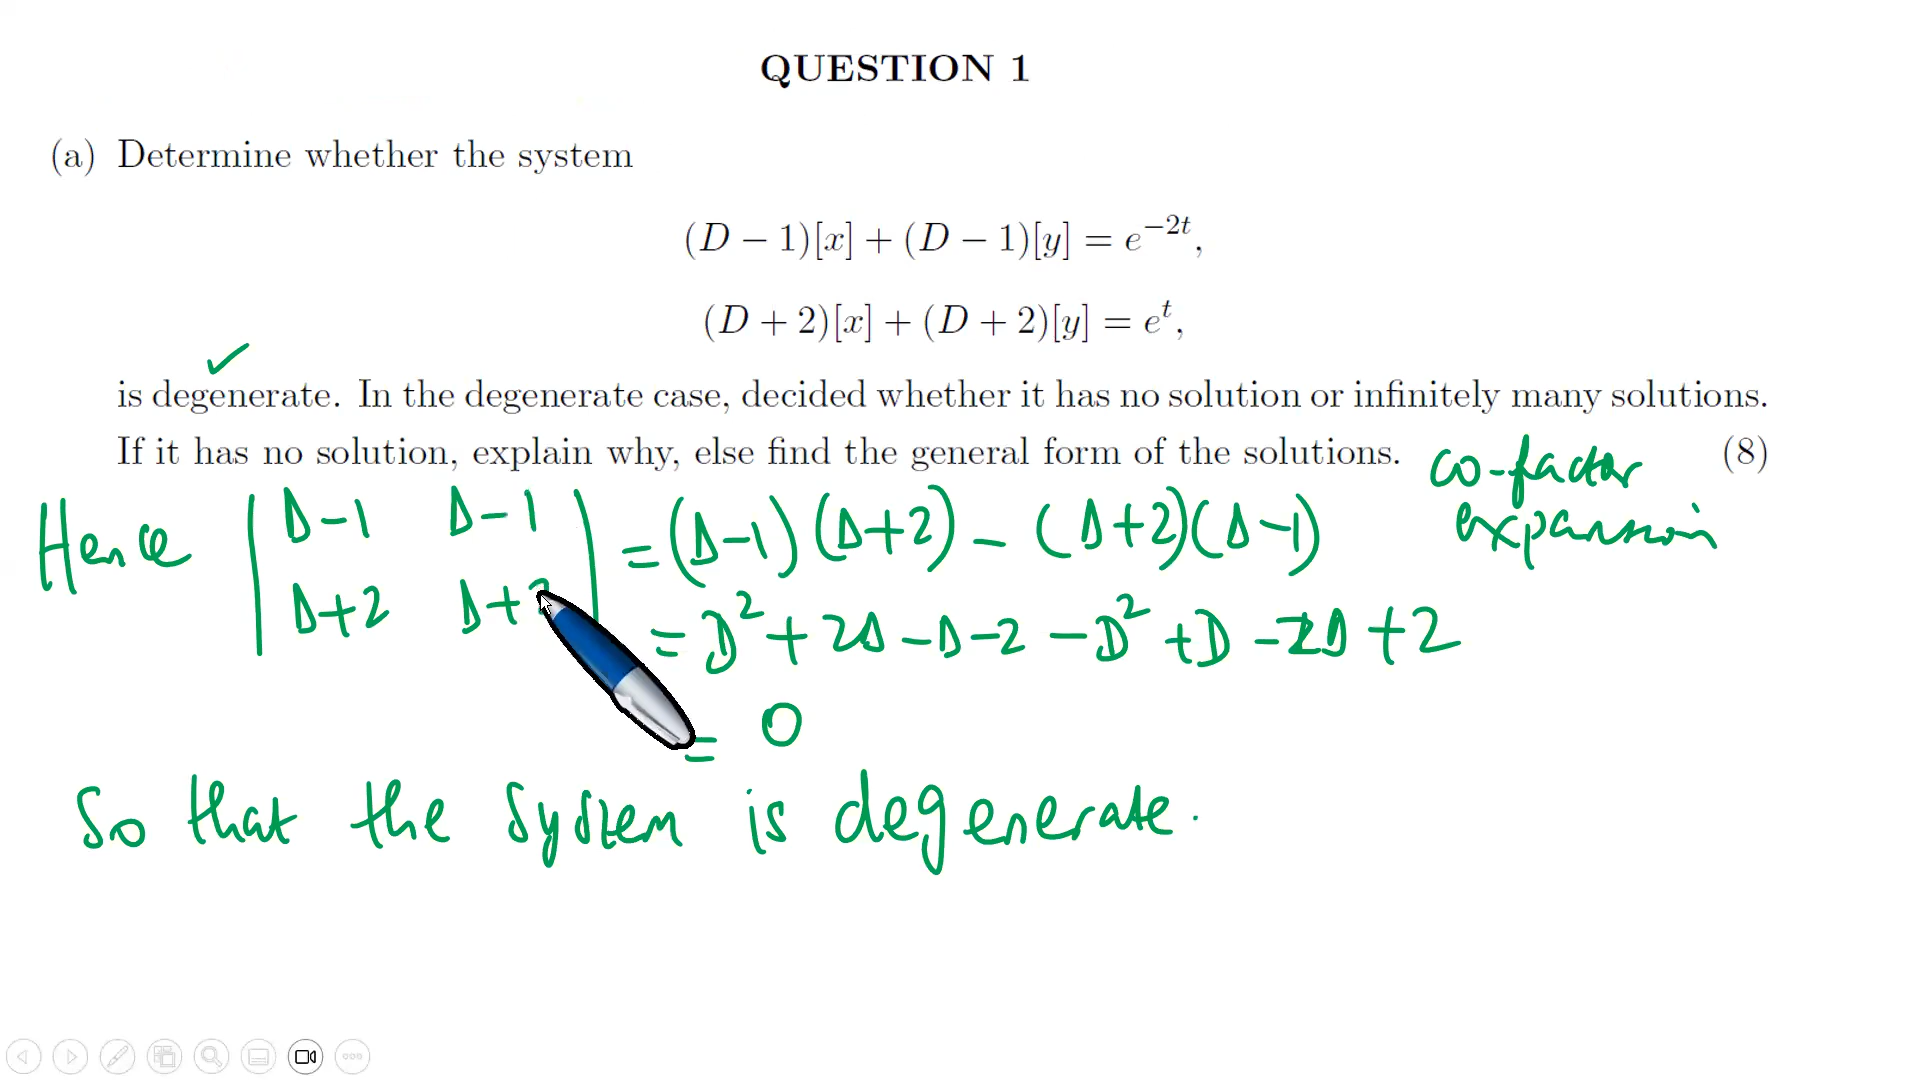 QUESTION 1
(a) Determine whether the system
(D − 1)[x] + (D − 1)[y] = e^{−2t},
(D + 2)[x] + (D + 2)[y] = e^{t},
✓
is degenerate. In the degenerate case, decided whether it has no solution or infinitely many solutions.
If it has no solution, explain why, else find the general form of the solutions. (8)
co-factor
expansion
Hence | D−1 D−1 | = (D−1)(D+2) − (D+2)(D−1)
| D+2 D+2 | = D² + 2D − D − 2 − D² + D − 2D + 2
= 0
So that the system is degenerate.